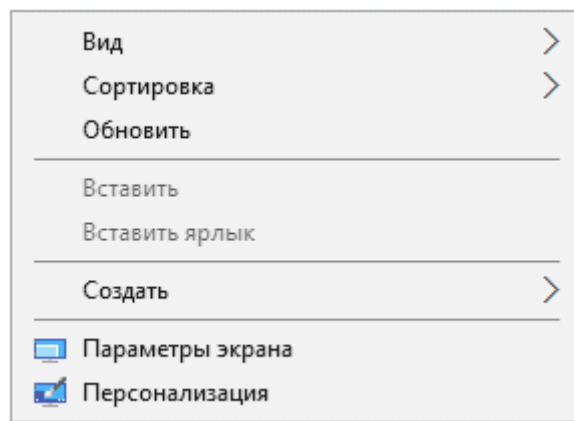 Вид
Сортировка
Обновить
Вставить
Вставить ярлык
Создать
Параметры экрана
Персонализация